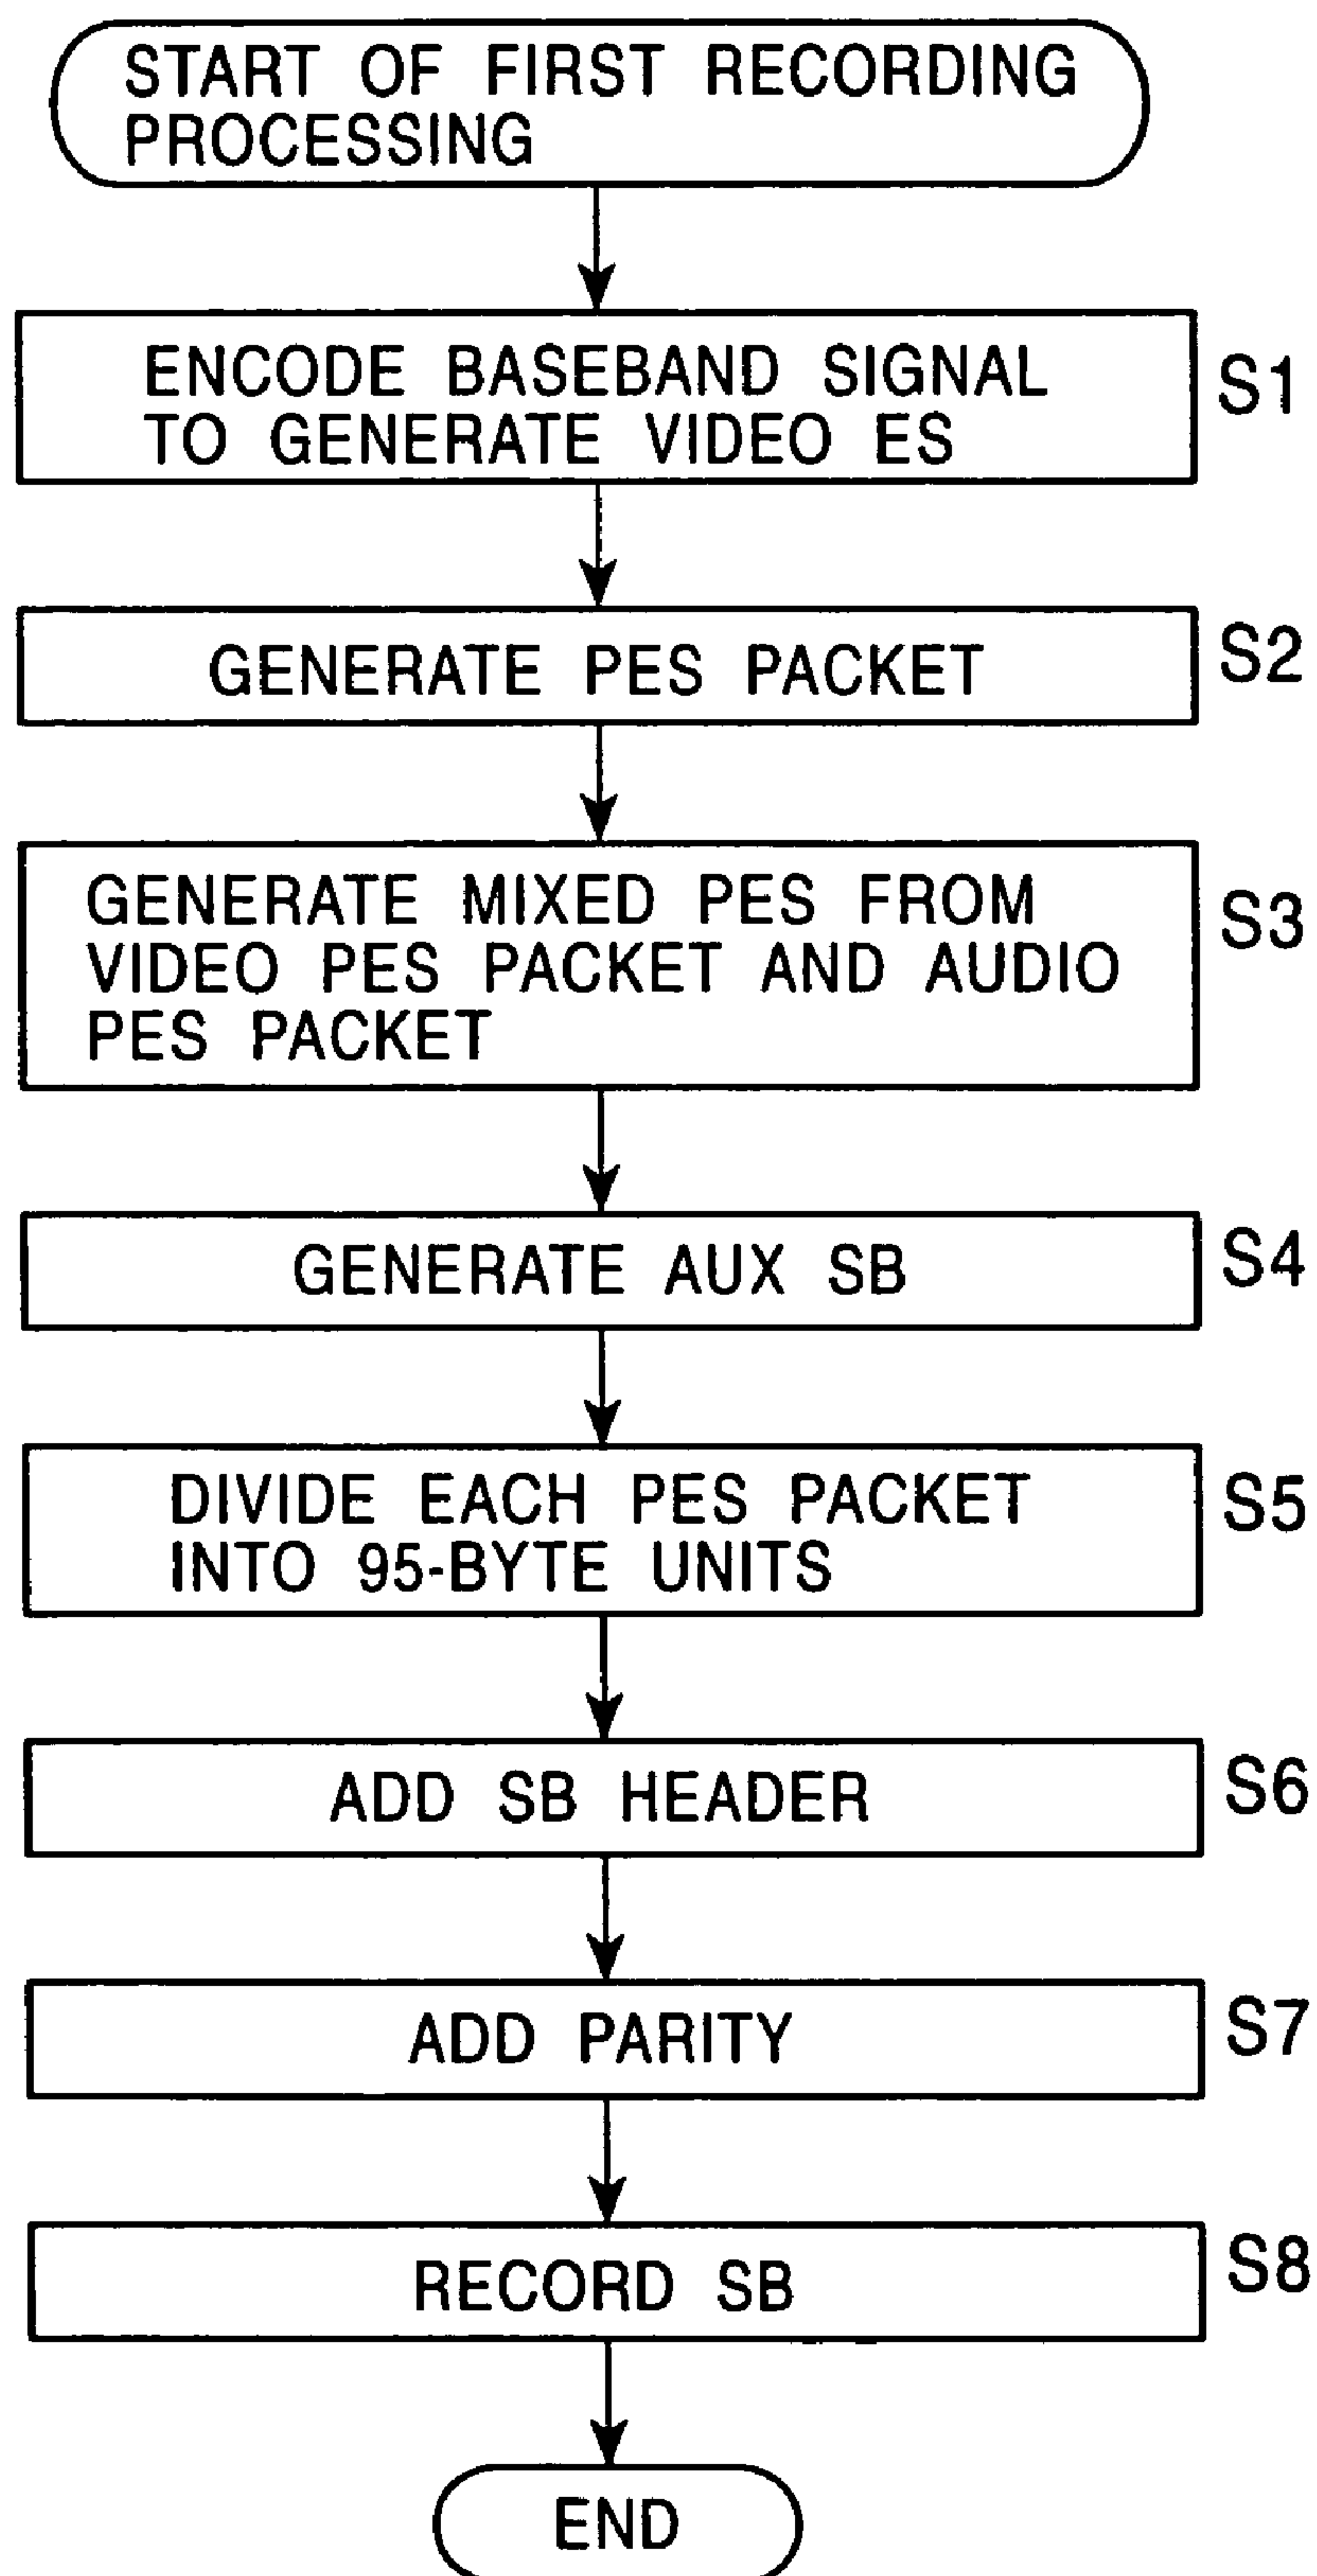 START OF FIRST RECORDING
PROCESSING
ENCODE BASEBAND SIGNAL
TO GENERATE VIDEO ES
S1
GENERATE PES PACKET
S2
GENERATE MIXED PES FROM
VIDEO PES PACKET AND AUDIO
PES PACKET
S3
GENERATE AUX SB
S4
DIVIDE EACH PES PACKET
INTO 95-BYTE UNITS
S5
ADD SB HEADER
S6
ADD PARITY
S7
RECORD SB
S8
END